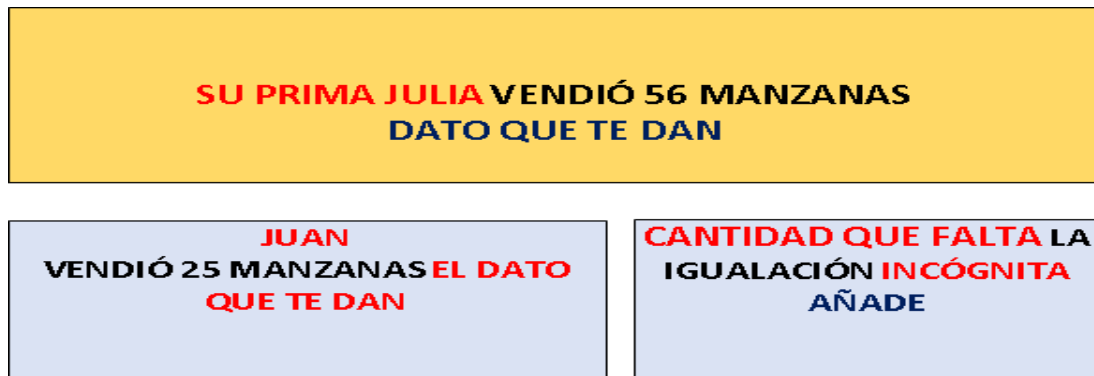 SU PRIMA JULIA VENDIÓ 56 MANZANAS
DATO QUE TE DAN
JUAN
VENDIÓ 25 MANZANAS EL DATO
QUE TE DAN
CANTIDAD QUE FALTA LA
IGUALACIÓN INCÓGNITA
AÑADE